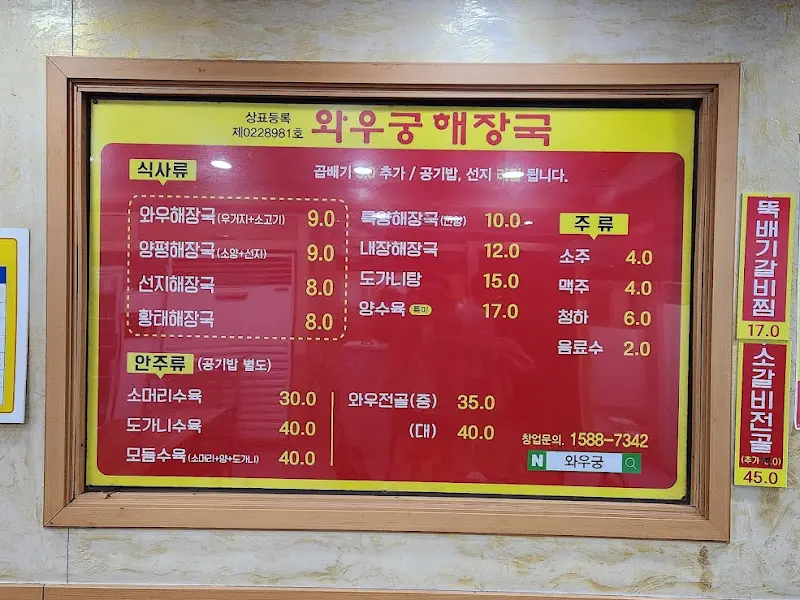 상표등록
제0228981호
와우궁해장국
식사류
곱배기 추가 / 공기밥, 선지 됩니다.
와우해장국(우거지+소고기) 9.0
양평해장국(소양+선지) 9.0
선지해장국 8.0
황태해장국 8.0
특양해장국 10.0
내장해장국 12.0
도가니탕 15.0
양수육 특미 17.0
주류
소주 4.0
맥주 4.0
청하 6.0
음료수 2.0
안주류 (공기밥 별도)
소머리수육 30.0
도가니수육 40.0
모듬수육(소머리+양+도가니) 40.0
와우전골(중) 35.0
(대) 40.0
창업문의. 1588-7342
N 와우궁
뚝배기갈비찜
17.0
소갈비전골
(추가 .0)
45.0